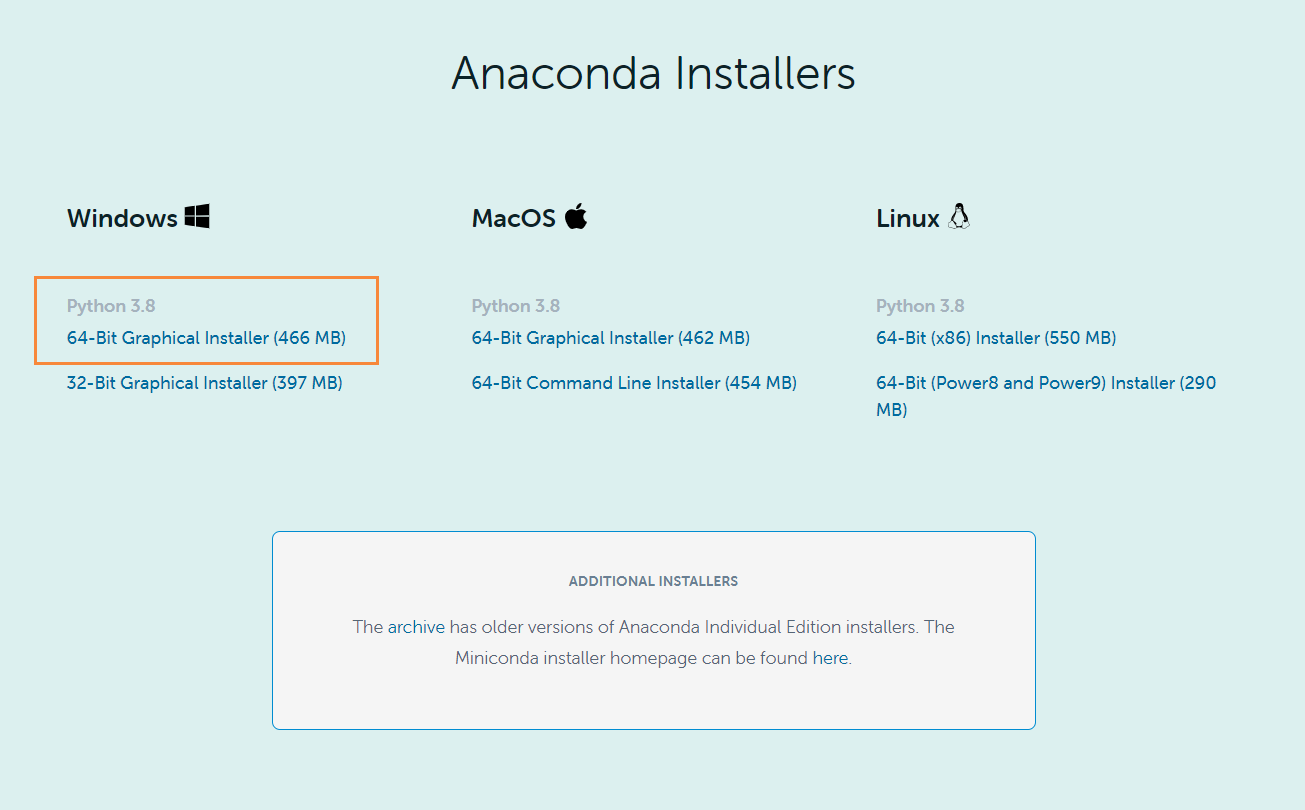 Anaconda Installers
Windows
Python 3.8
64-Bit Graphical Installer (466 MB)
32-Bit Graphical Installer (397 MB)
MacOS
Python 3.8
64-Bit Graphical Installer (462 MB)
64-Bit Command Line Installer (454 MB)
Linux
Python 3.8
64-Bit (x86) Installer (550 MB)
64-Bit (Power8 and Power9) Installer (290
MB)
ADDITIONAL INSTALLERS
The archive has older versions of Anaconda Individual Edition installers. The
Miniconda installer homepage can be found here.